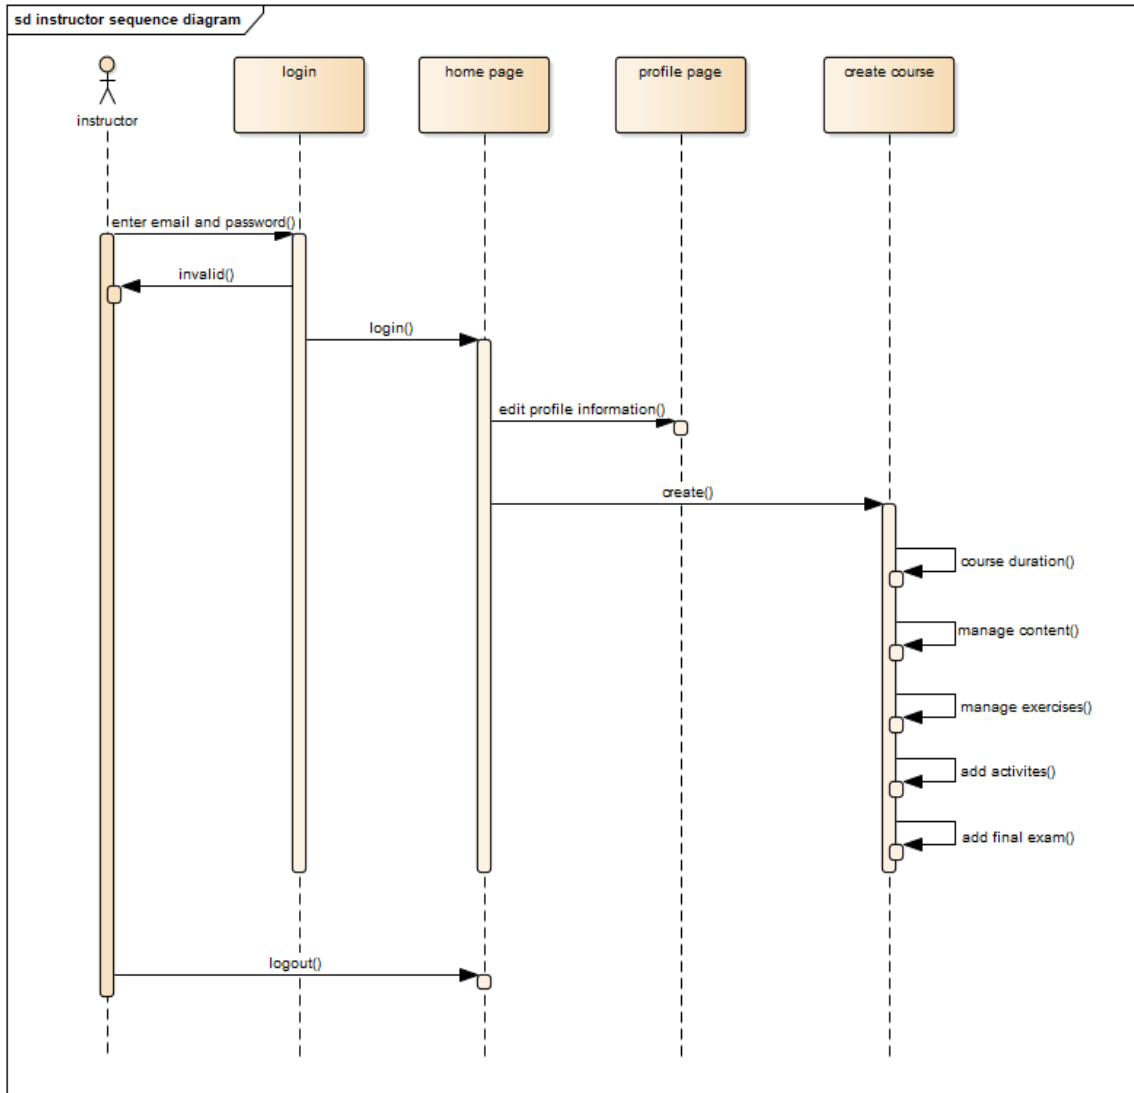 sd instructor sequence diagram
instructor
login
home page
profile page
create course
enter email and password()
invalid()
login()
edit profile information()
create()
course duration()
manage content()
manage exercises()
add activites()
add final exam()
logout()